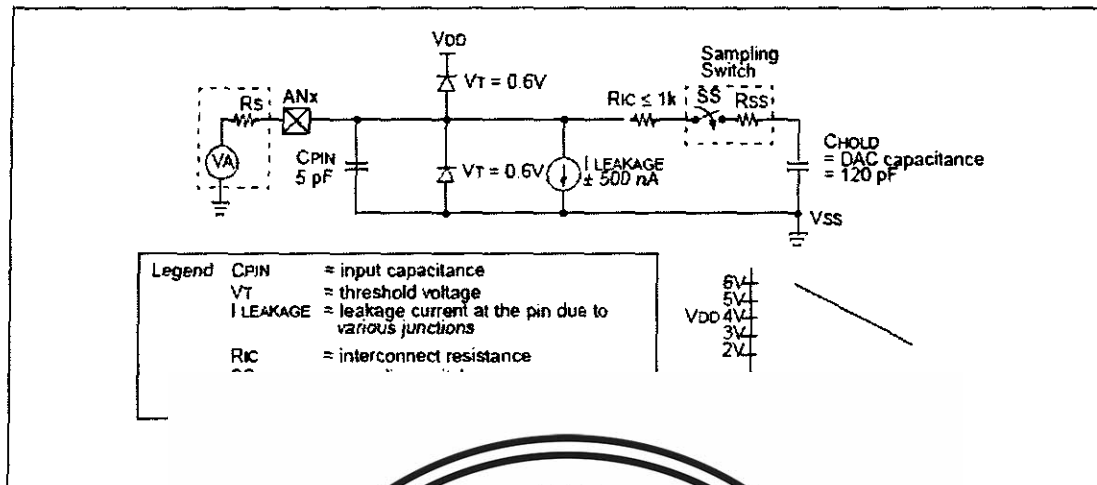 VDD
Sampling
Switch
VT = 0.6V
RIC ≤ 1k
SS
RSS
RS
ANx
VA
CPIN
5 pF
VT = 0.6V
I LEAKAGE
± 500 nA
CHOLD
= DAC capacitance
= 120 pF
VSS
Legend CPIN = input capacitance
VT = threshold voltage
I LEAKAGE = leakage current at the pin due to
various junctions
RIC = interconnect resistance
6V
5V
VDD 4V
3V
2V